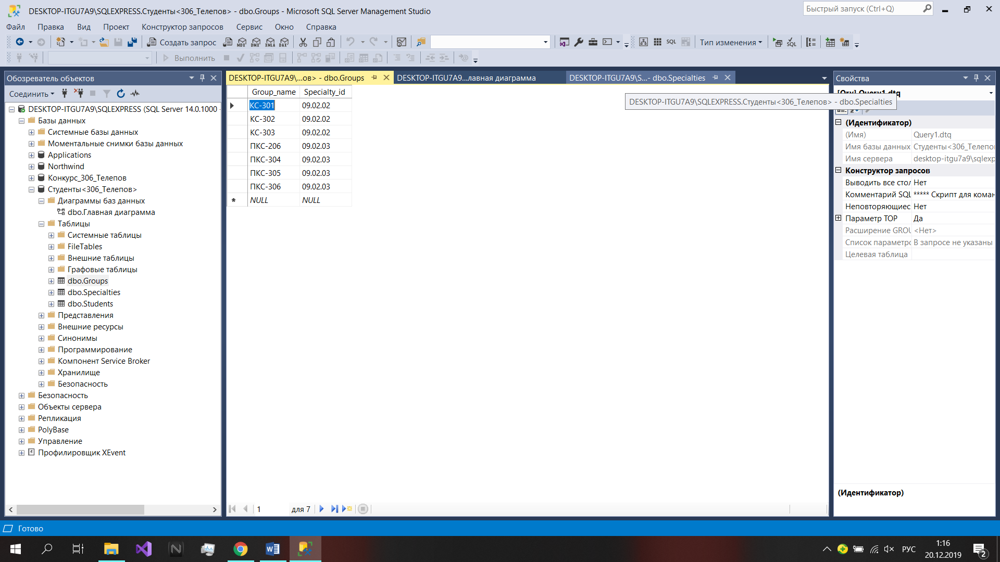 DESKTOP-ITGU7A9\SQLEXPRESS.Студенты<306_Телепов> - dbo.Groups - Microsoft SQL Server Management Studio
Быстрый запуск (Ctrl+Q)
Файл Правка Вид Проект Конструктор запросов Сервис Окно Справка
Создать запрос MDX DMX XMLA DAX SQL Тип изменения SQL
Выполнить
Обозреватель объектов
Соединить
DESKTOP-ITGU7A9\SQLEXPRESS (SQL Server 14.0.1000
Базы данных
Системные базы данных
Моментальные снимки базы данных
Applications
Northwind
Конкурс_306_Телепов
Студенты<306_Телепов>
Диаграммы баз данных
dbo.Главная диаграмма
Таблицы
Системные таблицы
FileTables
Внешние таблицы
Графовые таблицы
dbo.Groups
dbo.Specialties
dbo.Students
Представления
Внешние ресурсы
Синонимы
Программирование
Компонент Service Broker
Хранилище
Безопасность
Безопасность
Объекты сервера
Репликация
PolyBase
Управление
Профилировщик XEvent
DESKTOP-ITGU7A9\...ов> - dbo.Groups
DESKTOP-ITGU7A9...лавная диаграмма
DESKTOP-ITGU7A9\S...- dbo.Specialties
DESKTOP-ITGU7A9\SQLEXPRESS.Студенты<306_Телепов> - dbo.Specialties
Group_name Specialty_id
КС-301 09.02.02
КС-302 09.02.02
КС-303 09.02.02
ПКС-206 09.02.03
ПКС-304 09.02.03
ПКС-305 09.02.03
ПКС-306 09.02.03
NULL NULL
1 для 7
Свойства
[Qry] Query1.dtq
(Идентификатор)
(Имя) Query1.dtq
Имя базы данных Студенты<306_Телепо
Имя сервера desktop-itgu7a9\sqlexp
Конструктор запросов
Выводить все стол Нет
Комментарий SQL ***** Скрипт для кома
Неповторяющиес Нет
Параметр TOP Да
Расширение GROU <Нет>
Список параметро В запросе не указаны
Целевая таблица
(Идентификатор)
Готово
РУС
1:16
20.12.2019
2